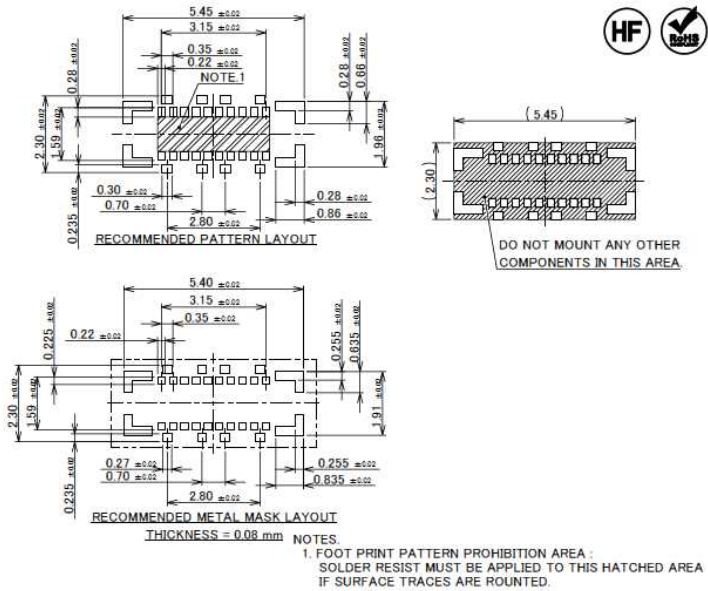 5.45 ±0.02
3.15 ±0.02
0.35 ±0.02
0.22 ±0.02
NOTE.1
0.28 ±0.02
2.30 ±0.02
1.59 ±0.02
0.235 ±0.02
0.28 ±0.02
0.66 ±0.02
1.96 ±0.02
0.30 ±0.02
0.70 ±0.02
2.80 ±0.02
0.28 ±0.02
0.86 ±0.02
RECOMMENDED PATTERN LAYOUT
HF
RoHS
COMPLIANT
(5.45)
(2.30)
DO NOT MOUNT ANY OTHER
COMPONENTS IN THIS AREA.
5.40 ±0.02
3.15 ±0.02
0.35 ±0.02
0.22 ±0.02
0.225 ±0.02
2.30 ±0.02
1.59 ±0.02
0.235 ±0.02
0.255 ±0.02
0.635 ±0.02
1.91 ±0.02
0.27 ±0.02
0.70 ±0.02
2.80 ±0.02
0.255 ±0.02
0.835 ±0.02
RECOMMENDED METAL MASK LAYOUT
THICKNESS = 0.08 mm
NOTES.
1. FOOT PRINT PATTERN PROHIBITION AREA :
SOLDER RESIST MUST BE APPLIED TO THIS HATCHED AREA
IF SURFACE TRACES ARE ROUNTED.